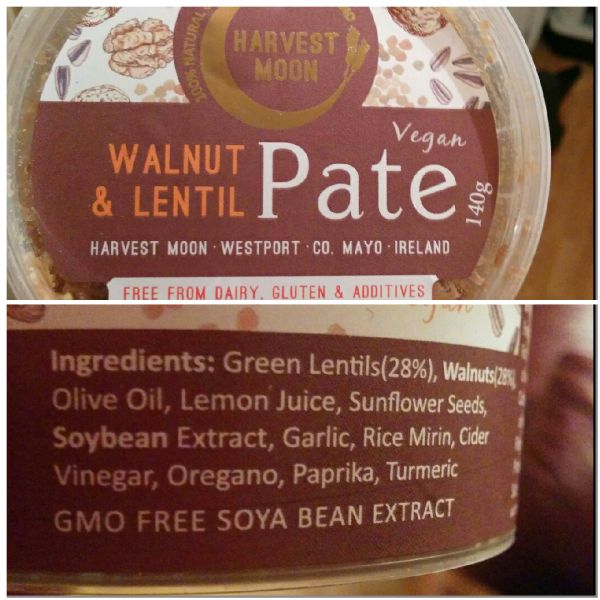 100% NATURAL
HARVEST
MOON
Vegan
WALNUT
& LENTIL
Pate
140g
HARVEST MOON · WESTPORT · CO. MAYO · IRELAND
FREE FROM DAIRY, GLUTEN & ADDITIVES
Ingredients: Green Lentils(28%), Walnuts(28%),
Olive Oil, Lemon Juice, Sunflower Seeds,
Soybean Extract, Garlic, Rice Mirin, Cider
Vinegar, Oregano, Paprika, Turmeric
GMO FREE SOYA BEAN EXTRACT